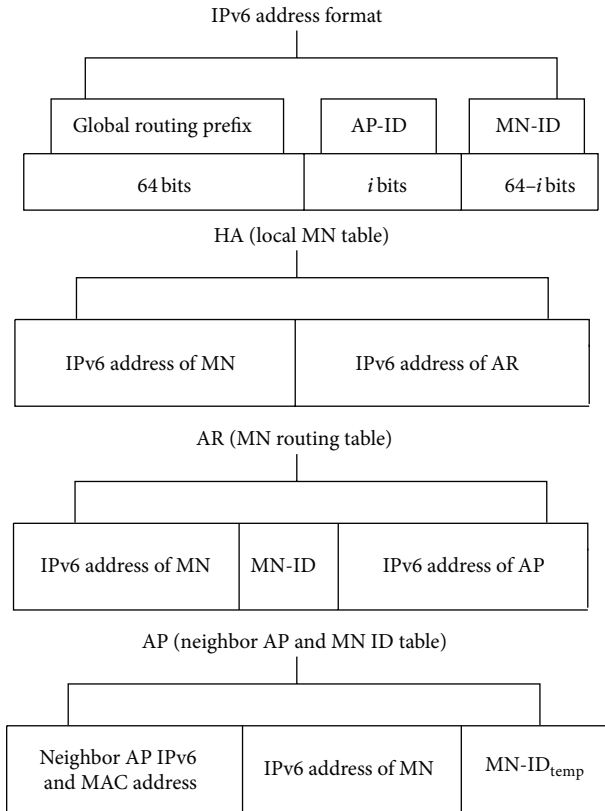 IPv6 address format
Global routing prefix
AP-ID
MN-ID
64 bits
i bits
64–i bits
HA (local MN table)
IPv6 address of MN
IPv6 address of AR
AR (MN routing table)
IPv6 address of MN
MN-ID
IPv6 address of AP
AP (neighbor AP and MN ID table)
Neighbor AP IPv6
and MAC address
IPv6 address of MN
MN-IDtemp